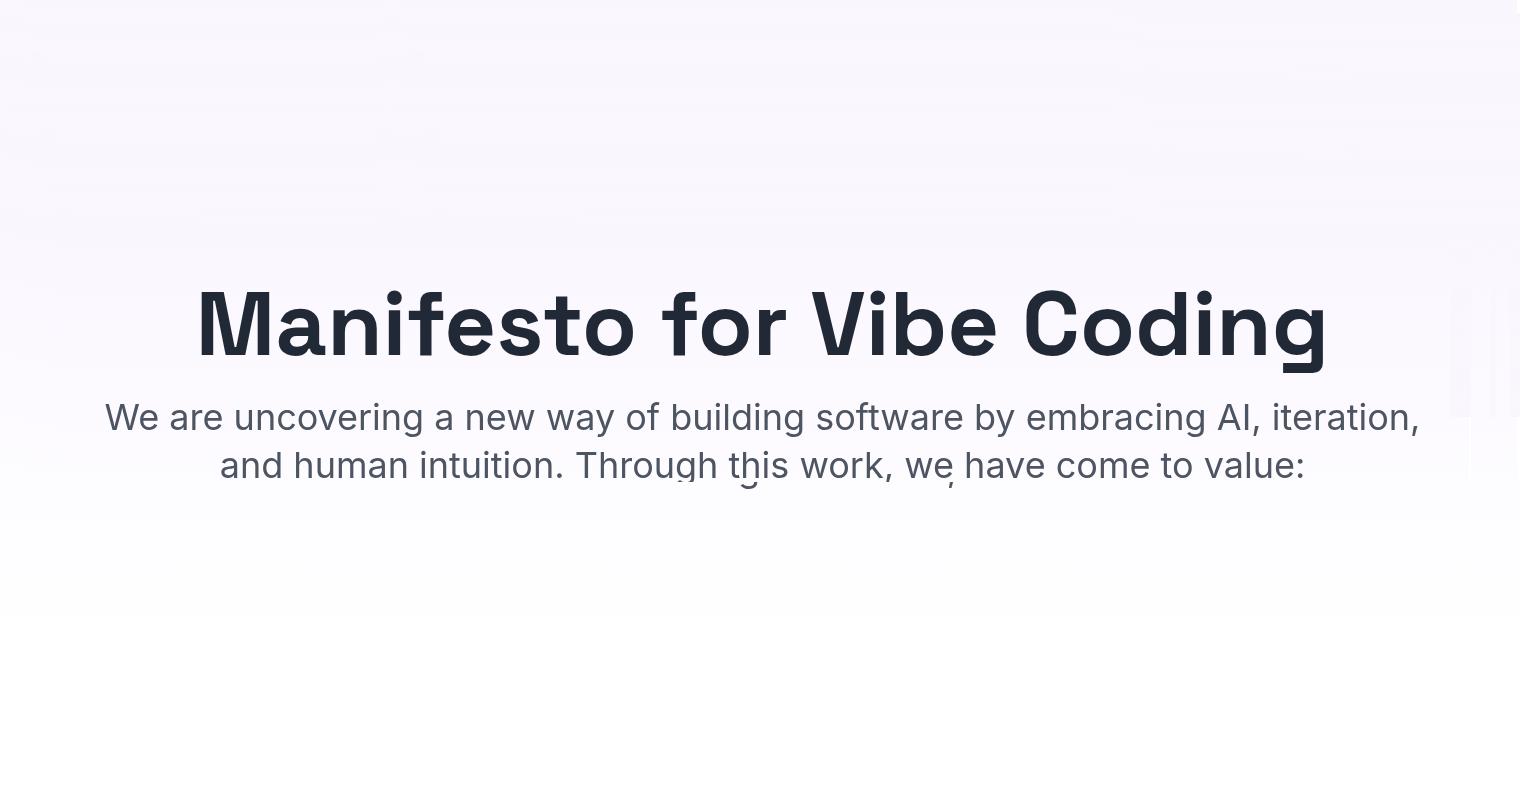 Manifesto for Vibe Coding
We are uncovering a new way of building software by embracing AI, iteration,
and human intuition. Through this work, we have come to value: